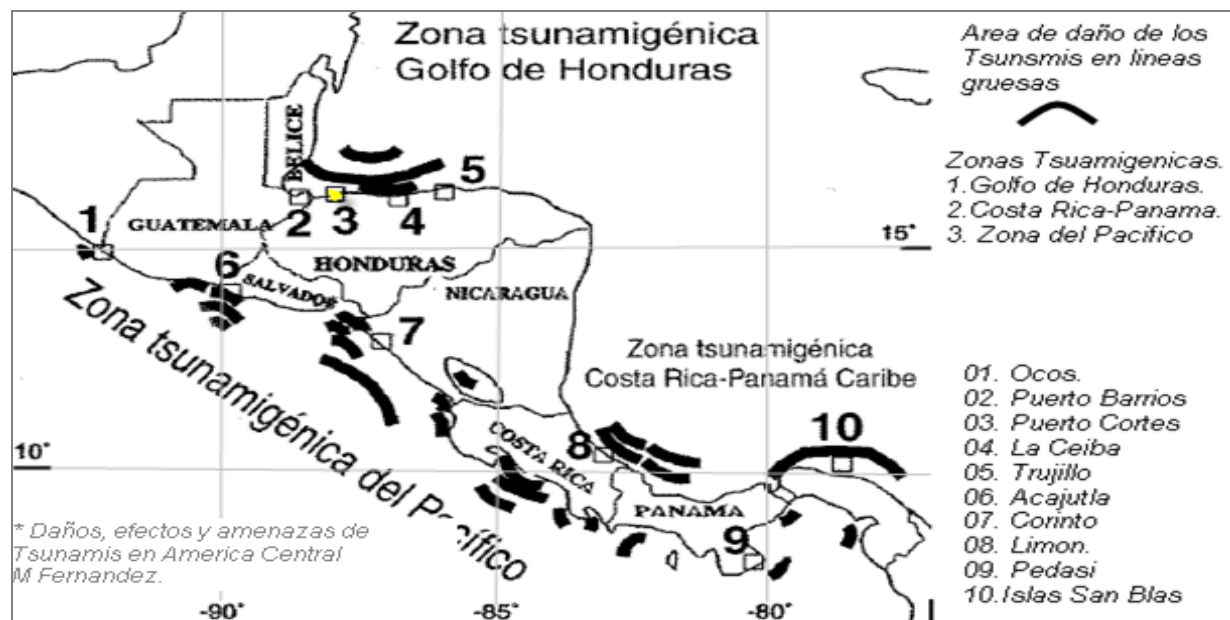 Zona tsunamigénica
Golfo de Honduras
Area de daño de los
Tsunsmis en lineas
gruesas
Zonas Tsuamigenicas.
1.Golfo de Honduras.
2.Costa Rica-Panama.
3. Zona del Pacifico
BELICE
5
2
3
4
1
GUATEMALA
15°
HONDURAS
6
SALVADOR
NICARAGUA
7
Zona tsunamigénica del Pacífico
Zona tsunamigénica
Costa Rica-Panamá Caribe
01. Ocos.
02. Puerto Barrios
03. Puerto Cortes
04. La Ceiba
05. Trujillo
06. Acajutla
07. Corinto
08. Limon.
09. Pedasi
10.Islas San Blas
10°
8
COSTA RICA
10
PANAMA
9
* Daños, efectos y amenazas de
Tsunamis en America Central
M Fernandez.
-90°
-85°
-80°